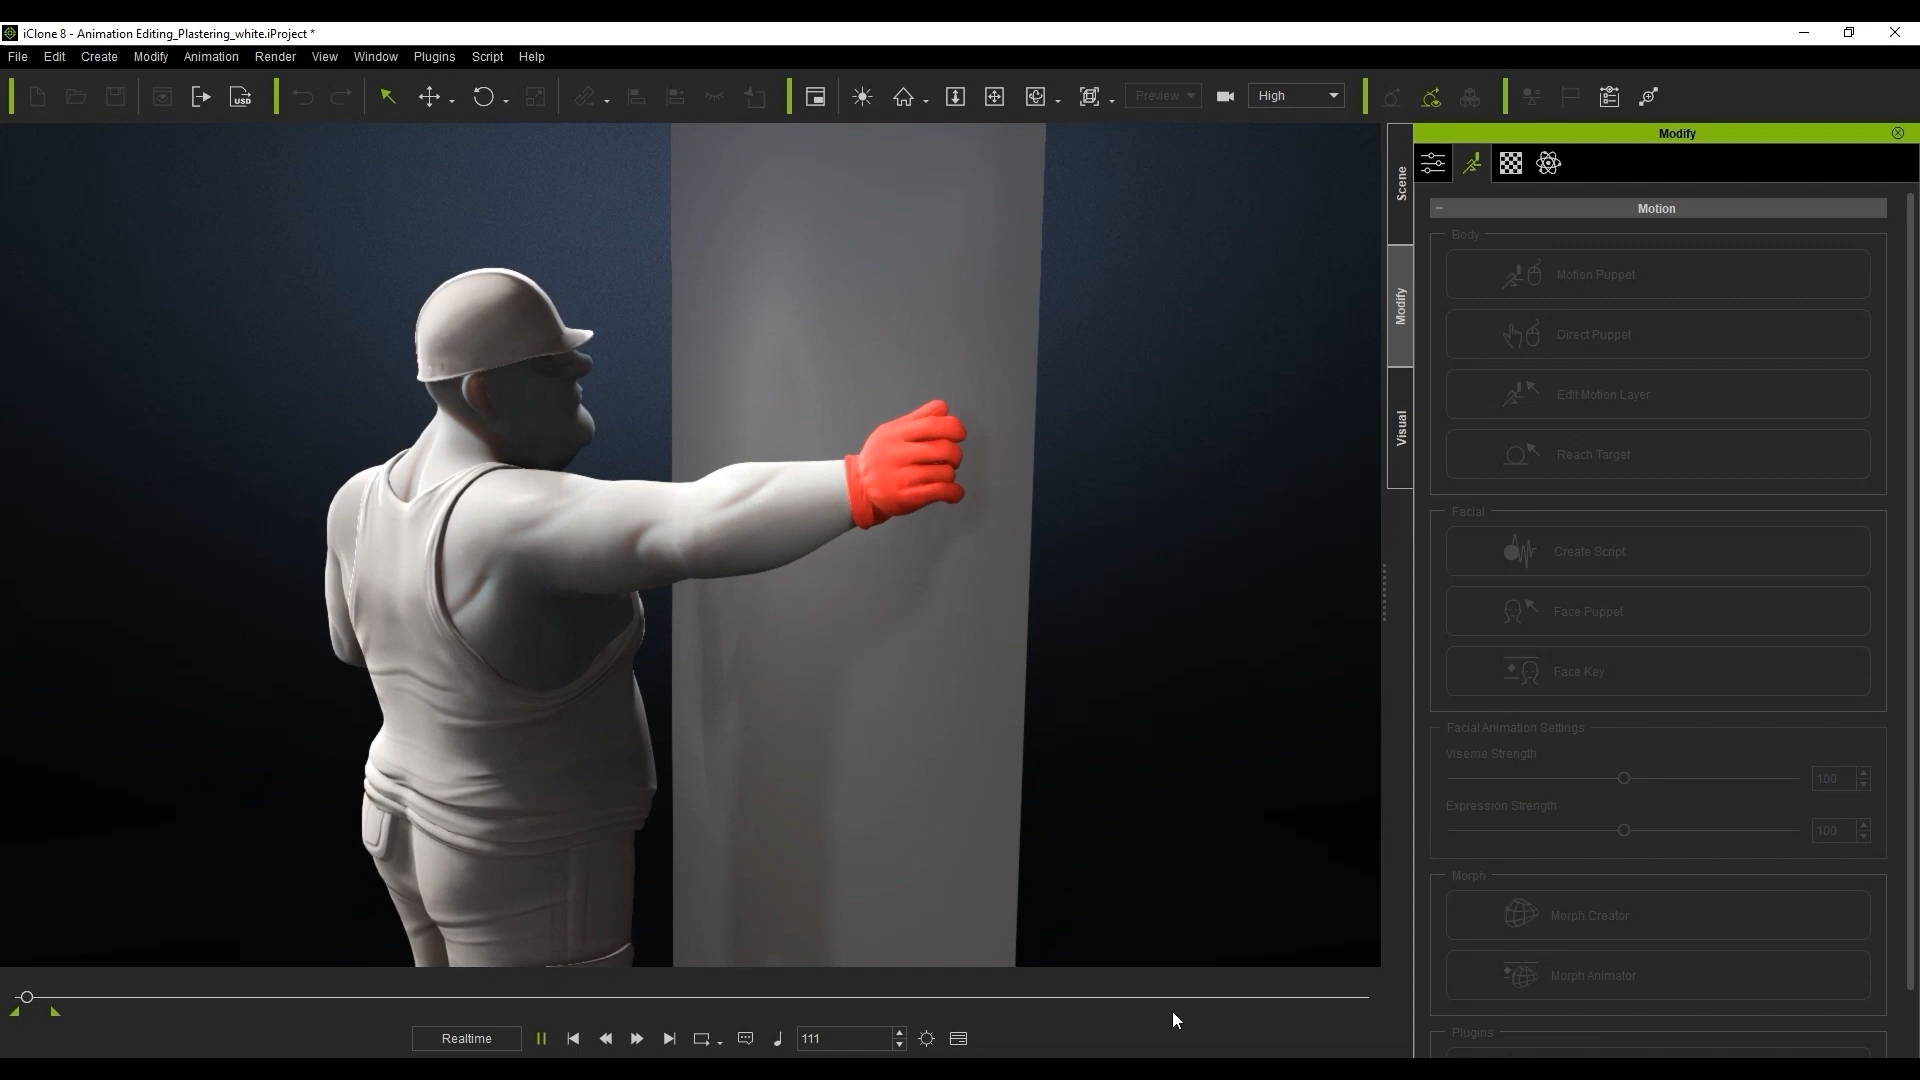 iClone 8 - Animation Editing_Plastering_white.iProject *
File Edit Create Modify Animation Render View Window Plugins Script Help
USD
Preview
High
Modify
Scene
Modify
Visual
Motion
Body
Motion Puppet
Direct Puppet
Edit Motion Layer
Reach Target
Facial
Create Script
Face Puppet
Face Key
Facial Animation Settings
Viseme Strength
100
Expression Strength
100
Morph
Morph Creator
Morph Animator
Plugins
Realtime
111